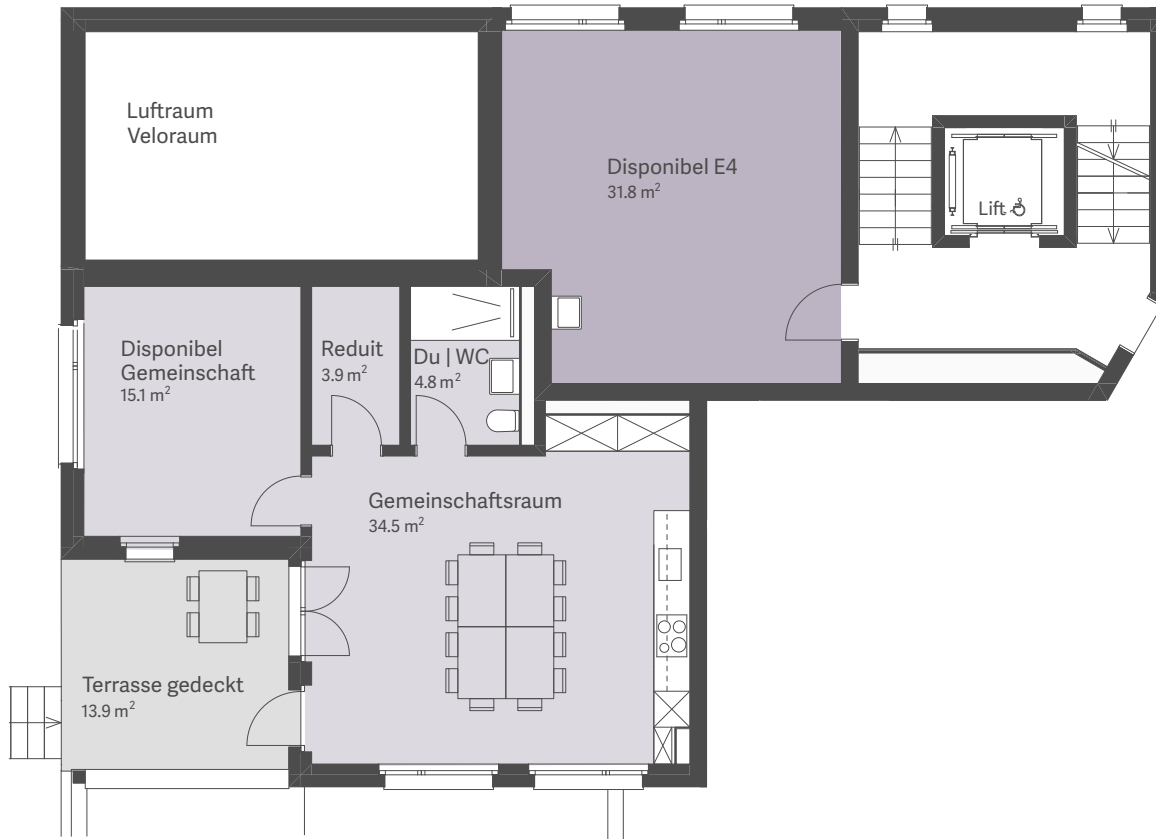 Luftraum
Veloraum
Disponibel E4
31.8 m²
Lift
Disponibel
Gemeinschaft
15.1 m²
Reduit
3.9 m²
Du | WC
4.8 m²
Gemeinschaftsraum
34.5 m²
Terrasse gedeckt
13.9 m²